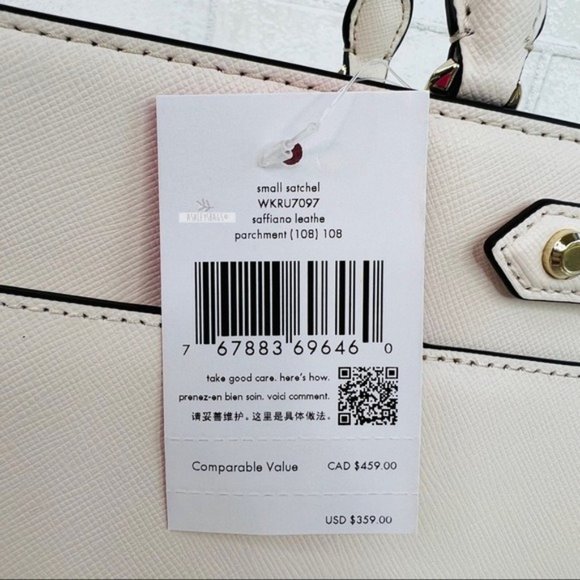 small satchel
WKRU7097
saffiano leathe
parchment (108) 108
ASHLEYSBAGS®
7 67883 69646 0
take good care. here's how.
prenez-en bien soin. voici comment.
请妥善维护。这里是具体做法。
Comparable Value CAD $459.00
USD $359.00